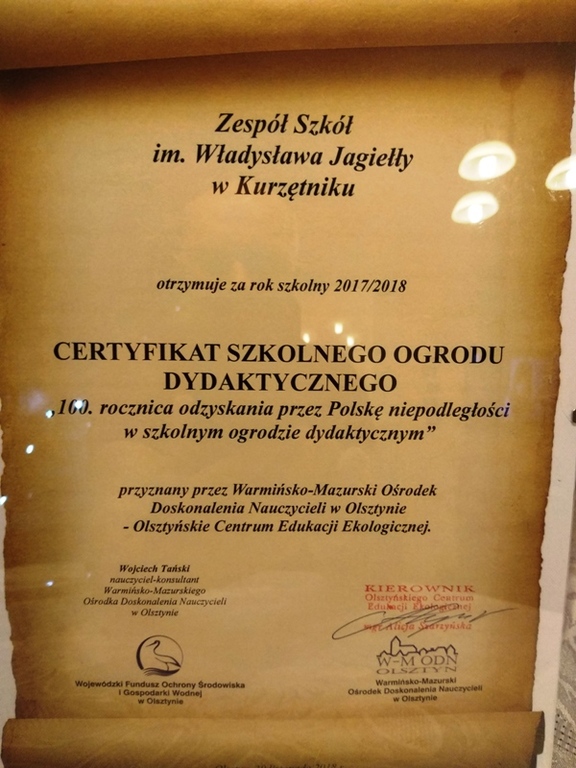 Zespół Szkół
im. Władysława Jagiełły
w Kurzętniku
otrzymuje za rok szkolny 2017/2018
CERTYFIKAT SZKOLNEGO OGRODU
DYDAKTYCZNEGO
„100. rocznica odzyskania przez Polskę niepodległości
w szkolnym ogrodzie dydaktycznym”
przyznany przez Warmińsko-Mazurski Ośrodek
Doskonalenia Nauczycieli w Olsztynie
- Olsztyńskie Centrum Edukacji Ekologicznej.
Wojciech Tański
nauczyciel-konsultant
Warmińsko-Mazurskiego
Ośrodka Doskonalenia Nauczycieli
w Olsztynie
KIEROWNIK
Olsztyńskiego Centrum
Edukacji Ekologicznej
mgr Alicja Szarzyńska
Wojewódzki Fundusz Ochrony Środowiska
i Gospodarki Wodnej
w Olsztynie
W-M ODN
OLSZTYN
Warmińsko-Mazurski
Ośrodek Doskonalenia Nauczycieli
w Olsztynie